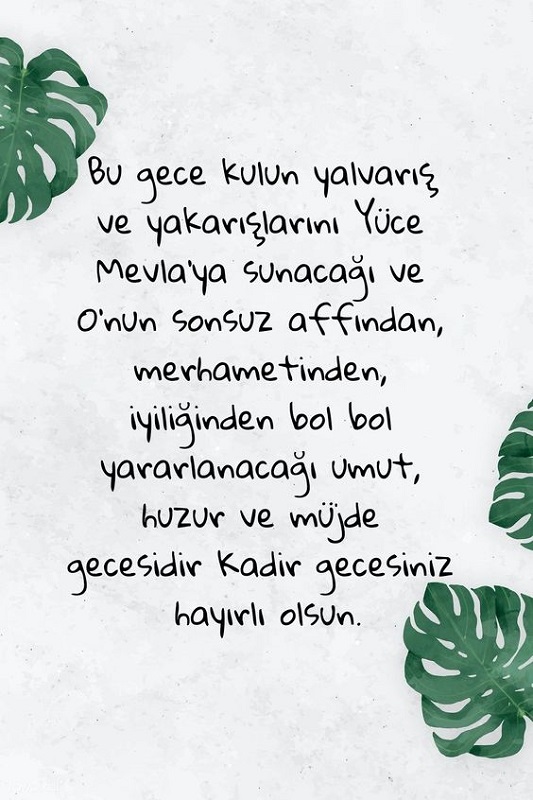 Bu gece kulun yalvarış
ve yakarışlarını Yüce
Mevla'ya sunacağı ve
O'nun sonsuz affından,
merhametinden,
iyiliğinden bol bol
yararlanacağı umut,
huzur ve müjde
gecesidir Kadir gecesiniz
hayırlı olsun.